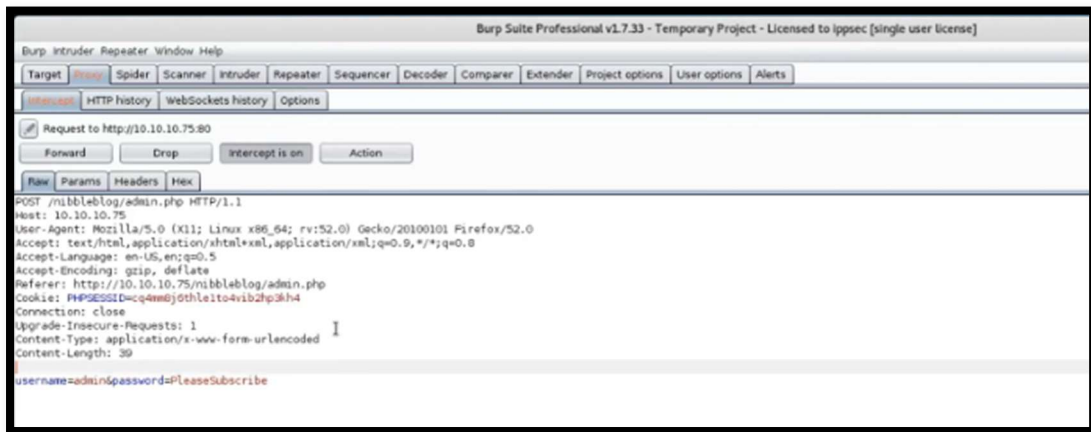 Burp Suite Professional v1.7.33 - Temporary Project - Licensed to ippsec [single user license]
Burp Intruder Repeater Window Help
Target Proxy Spider Scanner Intruder Repeater Sequencer Decoder Comparer Extender Project options User options Alerts
Intercept HTTP history WebSockets history Options
Request to http://10.10.10.75:80
Forward Drop Intercept is on Action
Raw Params Headers Hex
POST /nibbleblog/admin.php HTTP/1.1
Host: 10.10.10.75
User-Agent: Mozilla/5.0 (X11; Linux x86_64; rv:52.0) Gecko/20100101 Firefox/52.0
Accept: text/html,application/xhtml+xml,application/xml;q=0.9,*/*;q=0.8
Accept-Language: en-US,en;q=0.5
Accept-Encoding: gzip, deflate
Referer: http://10.10.10.75/nibbleblog/admin.php
Cookie: PHPSESSID=cq4mm8j6thle1to4vib2hp3kh4
Connection: close
Upgrade-Insecure-Requests: 1
Content-Type: application/x-www-form-urlencoded
Content-Length: 39
username=admin&password=PleaseSubscribe